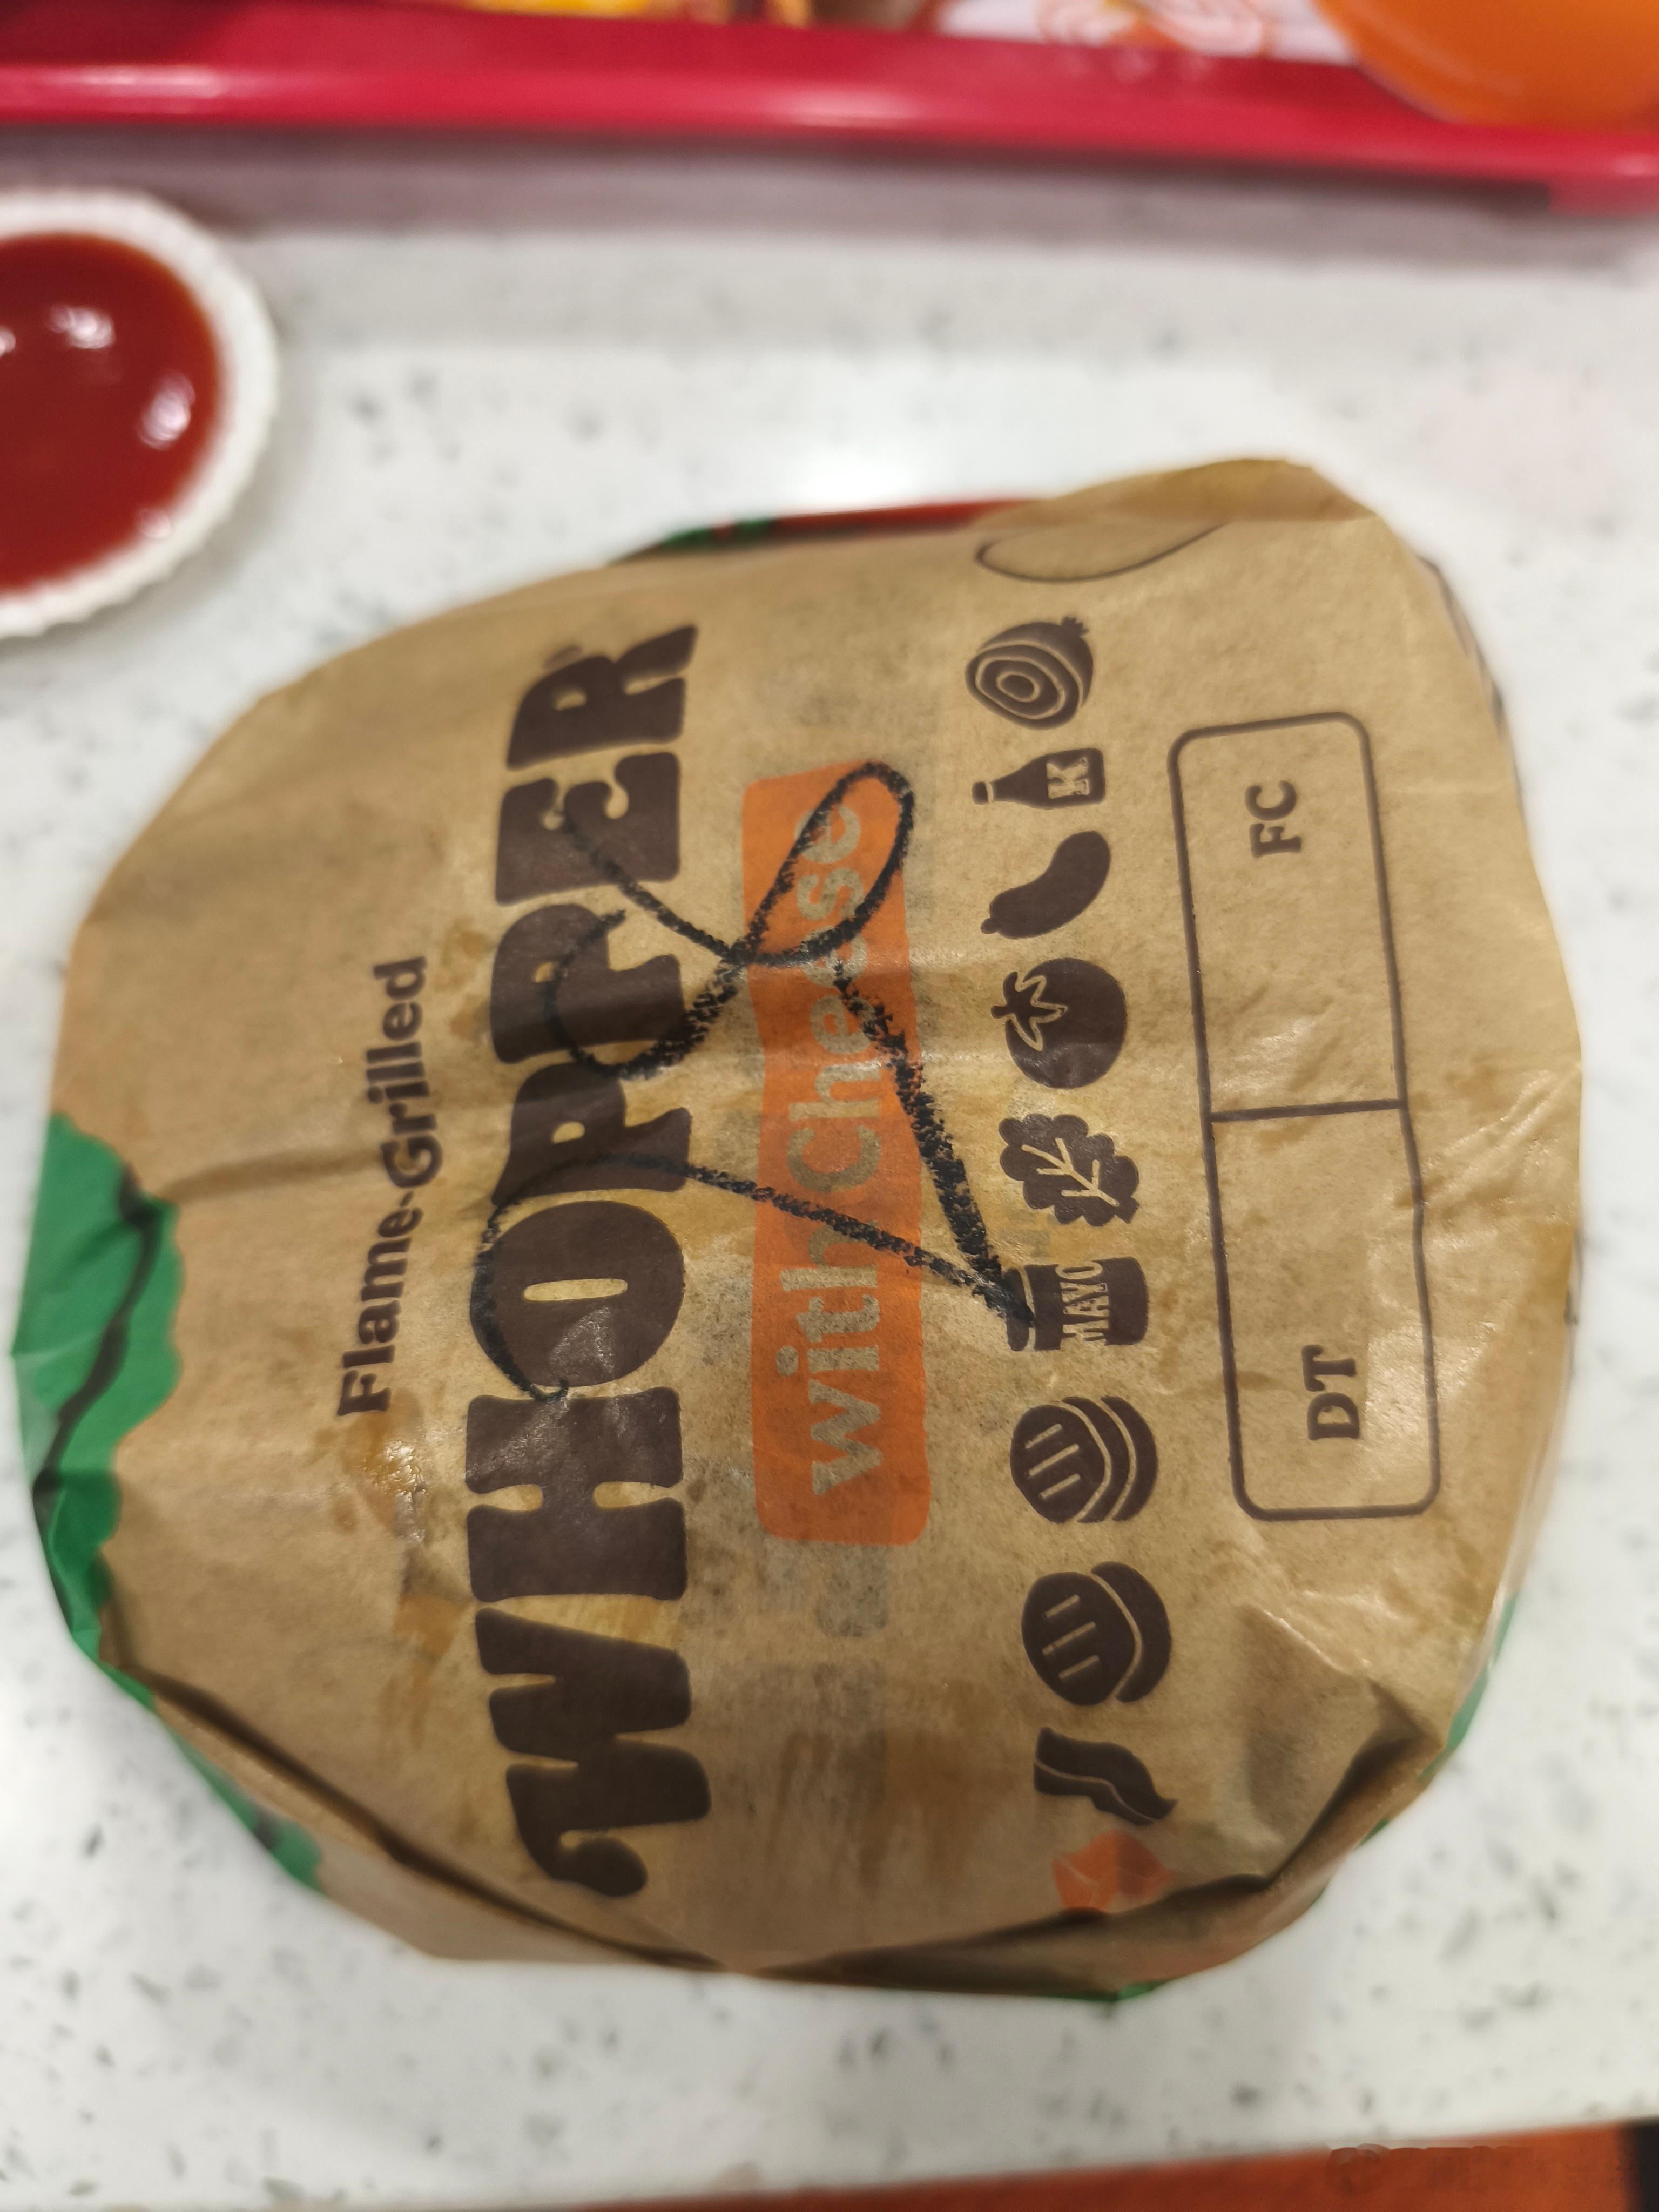 Flame-Grilled
WHOPPER
with Cheese
MAYO K
DT FC